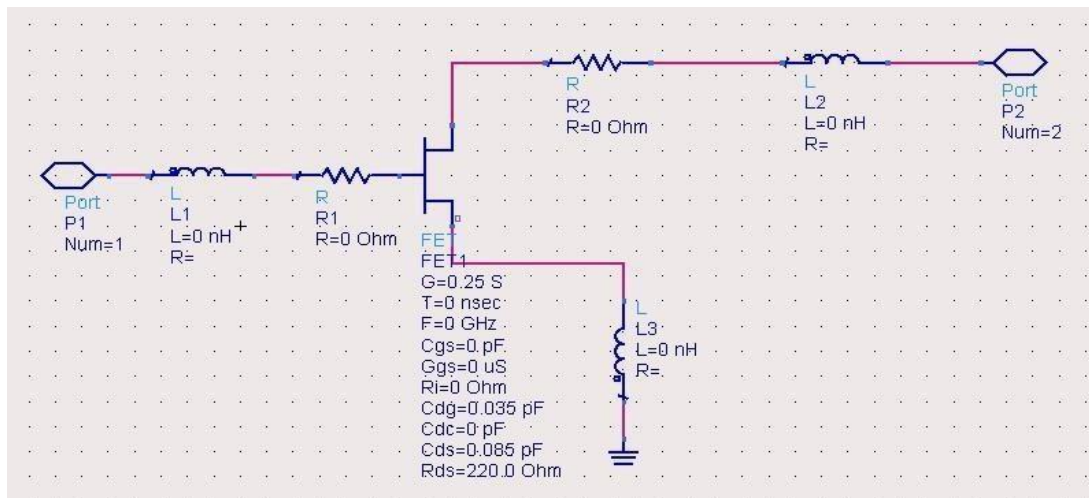 R
R2
R=0 Ohm
L
L2
L=0 nH
R=
Port
P2
Num=2
Port
P1
Num=1
L
L1
L=0 nH
R=
R
R1
R=0 Ohm
FET
FET1
G=0.25 S
T=0 nsec
F=0 GHz
Cgs=0 pF
Ggs=0 uS
Ri=0 Ohm
Cdg=0.035 pF
Cdc=0 pF
Cds=0.085 pF
Rds=220.0 Ohm
L
L3
L=0 nH
R=